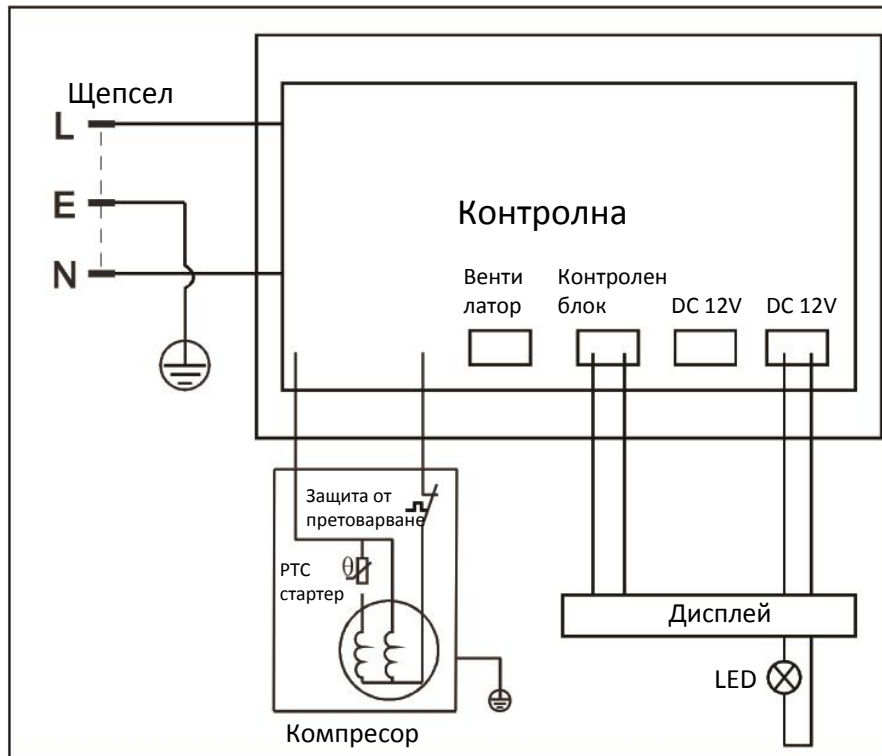 Щепсел
L
E
N
Контролна
Венти
латор
Контролен
блок
DC 12V
DC 12V
Защита от
претоварване
θ
PTC
стартер
Компресор
Дисплей
LED